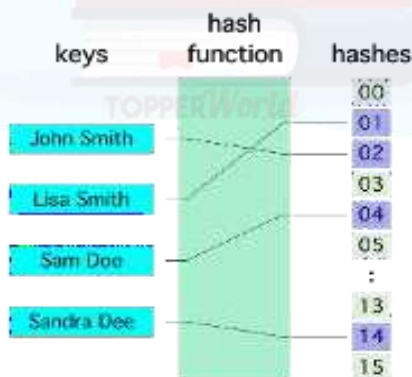 keys
hash
function
hashes
TOPPERWorld
John Smith
Lisa Smith
Sam Doe
Sandra Dee
00
01
02
03
04
05
:
13
14
15